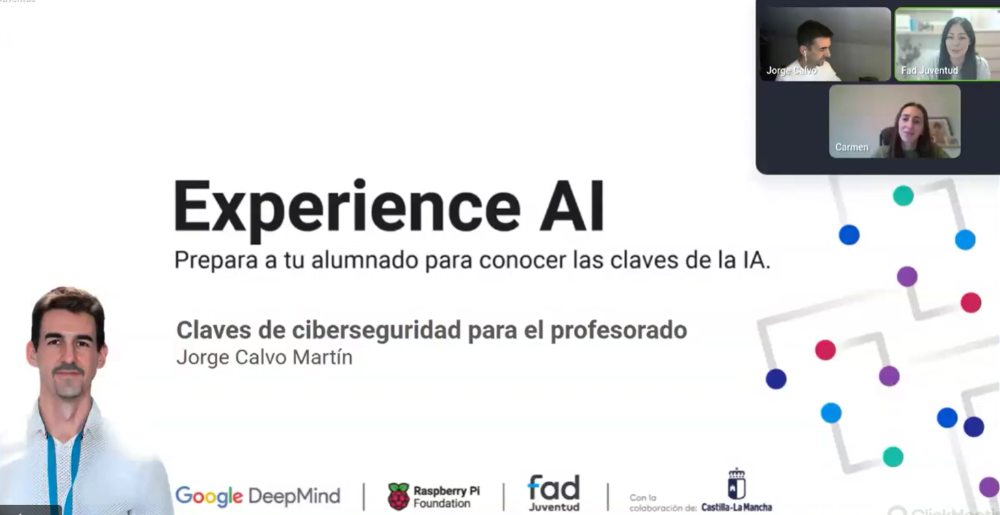 Jorge Calvo
Fad Juventud
Carmen
Experience AI
Prepara a tu alumnado para conocer las claves de la IA.
Claves de ciberseguridad para el profesorado
Jorge Calvo Martín
Google DeepMind
Raspberry Pi
Foundation
fad
Juventud
Con la
colaboración de: Castilla-La Mancha